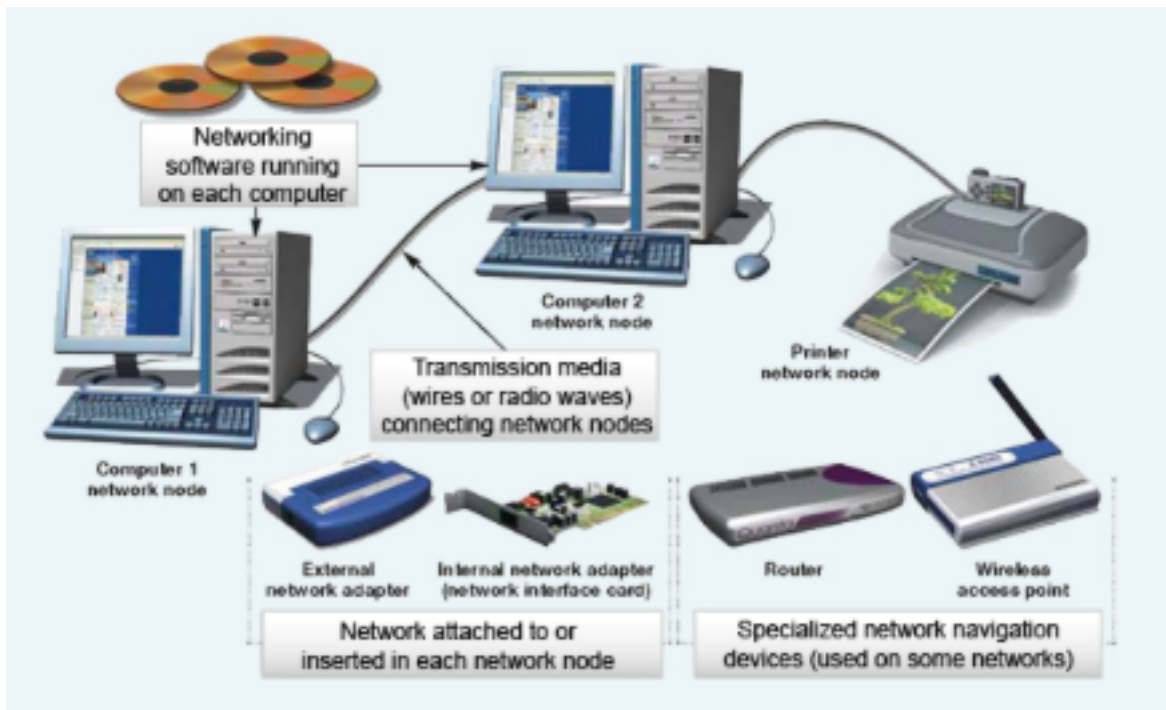 Networking
software running
on each computer
Computer 2
network node
Printer
network node
Transmission media
(wires or radio waves)
connecting network nodes
Computer 1
network node
External
network adapter
Internal network adapter
(network interface card)
Router
Wireless
access point
Network attached to or
inserted in each network node
Specialized network navigation
devices (used on some networks)